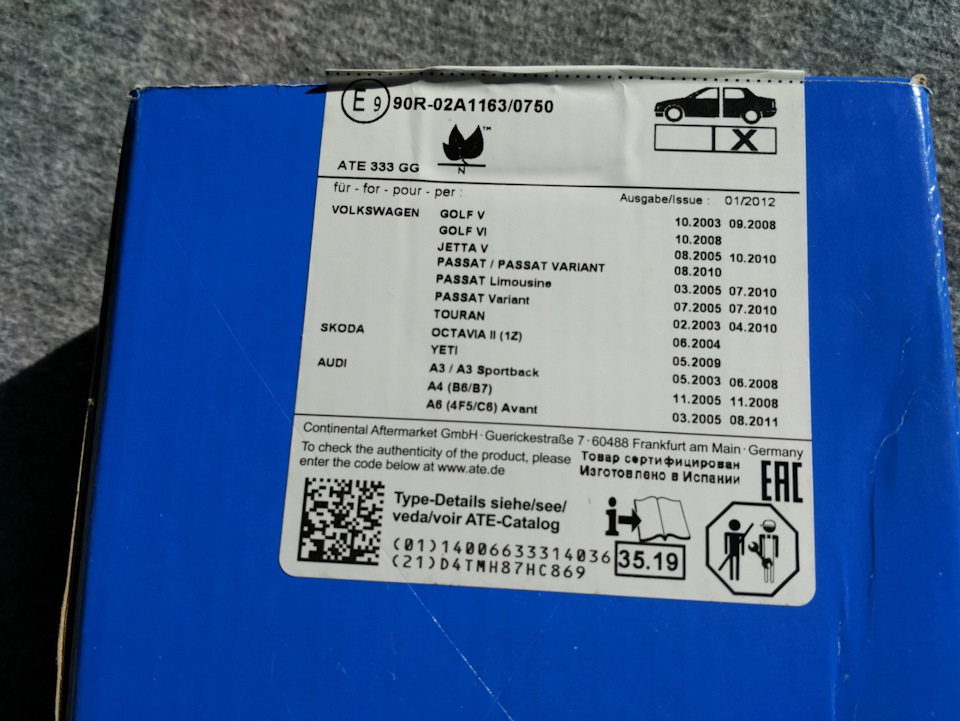 E9 90R-02A1163/0750
X
™
N
ATE 333 GG
für - for - pour - per :
Ausgabe/Issue : 01/2012
VOLKSWAGEN GOLF V 10.2003 09.2008
GOLF VI 10.2008
JETTA V 08.2005 10.2010
PASSAT / PASSAT VARIANT 08.2010
PASSAT Limousine 03.2005 07.2010
PASSAT Variant 07.2005 07.2010
TOURAN 02.2003 04.2010
SKODA OCTAVIA II (1Z) 06.2004
YETI 05.2009
AUDI A3 / A3 Sportback 05.2003 06.2008
A4 (B6/B7) 11.2005 11.2008
A6 (4F5/C6) Avant 03.2005 08.2011
Continental Aftermarket GmbH · Guerickestraße 7 · 60488 Frankfurt am Main · Germany
To check the authenticity of the product, please
enter the code below at www.ate.de
Товар сертифицирован
Изготовлено в Испании
EAC
Type-Details siehe/see/
veda/voir ATE-Catalog
i
(01)14006633314036
(21)D4TMH87HC869
35.19